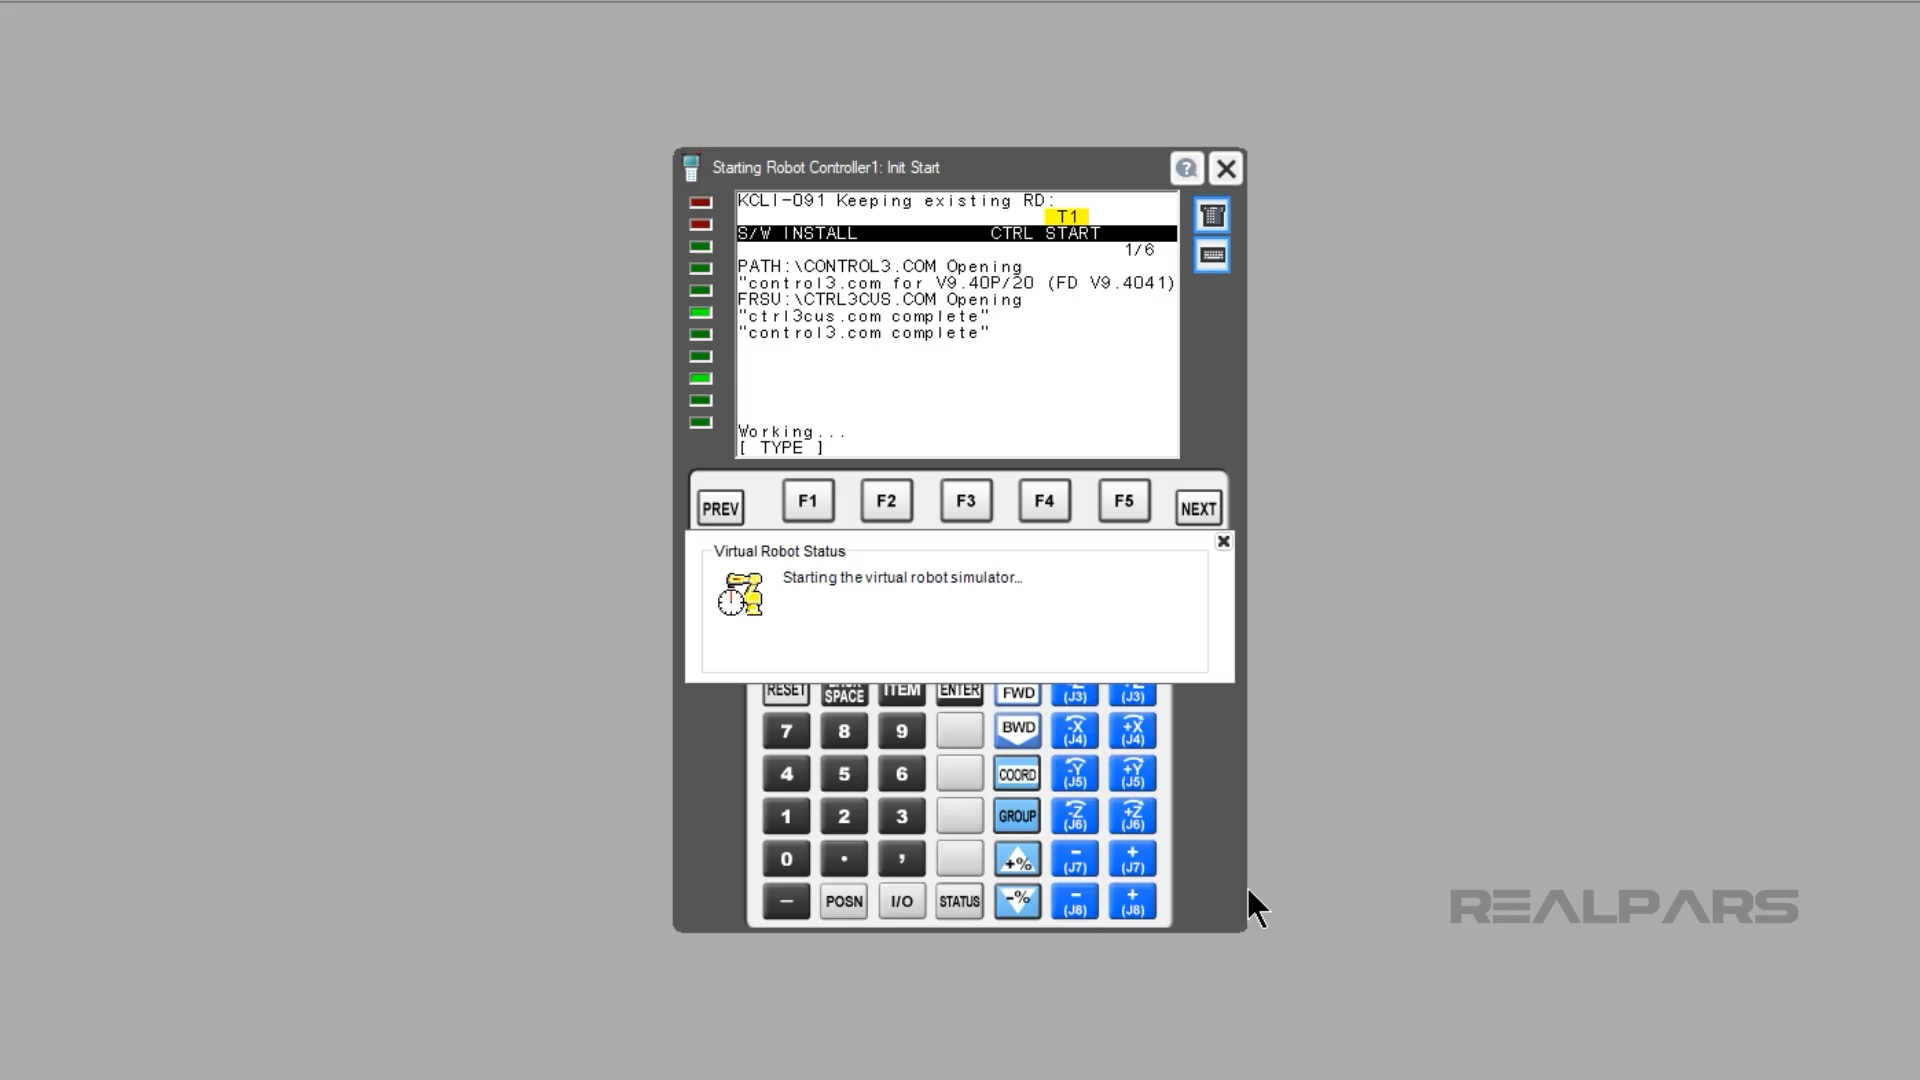 Starting Robot Controller1: Init Start
KCLI-091 Keeping existing RD:
T1
S/W INSTALL CTRL START
1/6
PATH:\CONTROL3.COM Opening
"control3.com for V9.40P/20 (FD V9.4041)
FRSU:\CTRL3CUS.COM Opening
"ctrl3cus.com complete"
"control3.com complete"
Working...
[ TYPE ]
PREV F1 F2 F3 F4 F5 NEXT
Virtual Robot Status
Starting the virtual robot simulator...
RESET BACK SPACE ITEM ENTER FWD -Z (J3) +Z (J3)
7 8 9 BWD -X (J4) +X (J4)
4 5 6 COORD -Y (J5) +Y (J5)
1 2 3 GROUP -Z (J6) +Z (J6)
0 . , +% - (J7) + (J7)
- POSN I/O STATUS -% - (J8) + (J8)
REALPARS